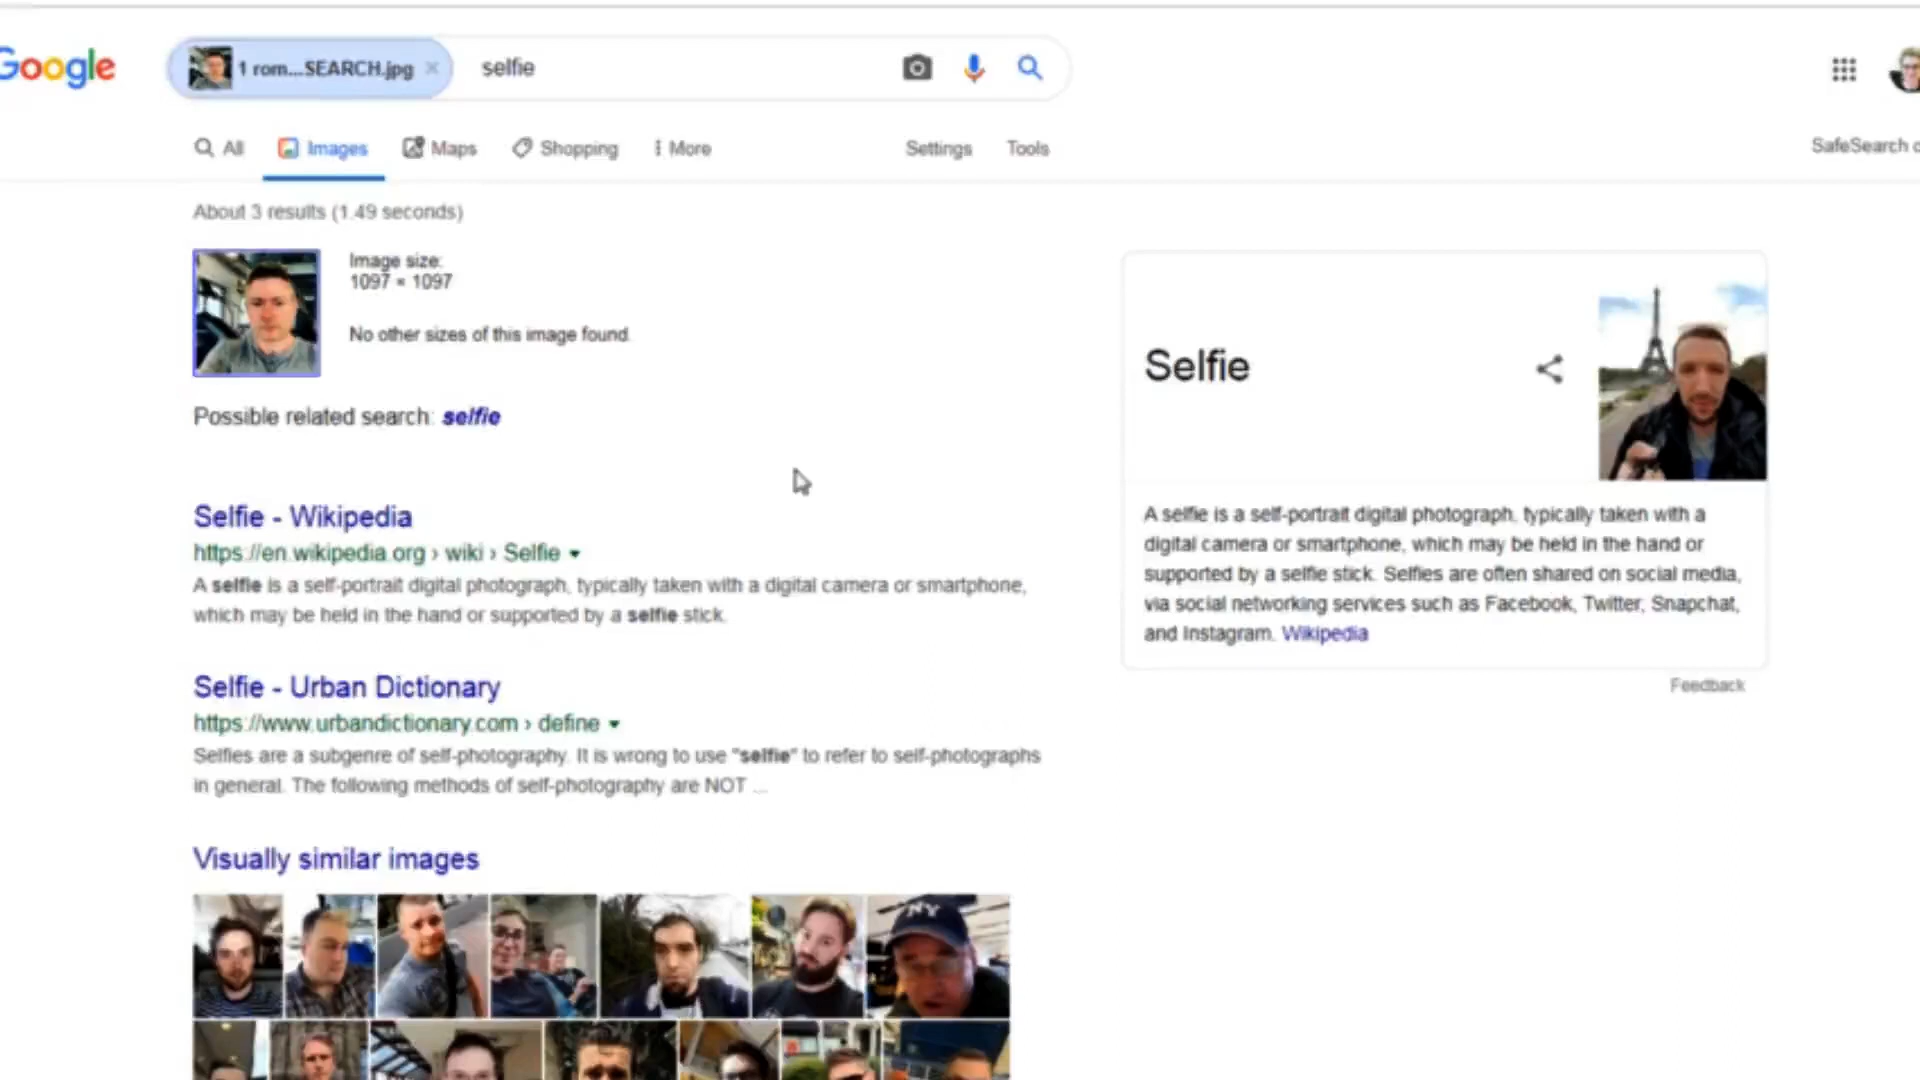 Google
1 rom...SEARCH.jpg × selfie
All Images Maps Shopping More Settings Tools
SafeSearch
About 3 results (1.49 seconds)
Image size:
1097 × 1097
No other sizes of this image found.
Possible related search: selfie
Selfie
Selfie - Wikipedia
https://en.wikipedia.org › wiki › Selfie
A selfie is a self-portrait digital photograph, typically taken with a digital camera or smartphone,
which may be held in the hand or supported by a selfie stick.
Selfie - Urban Dictionary
https://www.urbandictionary.com › define
Selfies are a subgenre of self-photography. It is wrong to use "selfie" to refer to self-photographs
in general. The following methods of self-photography are NOT ...
A selfie is a self-portrait digital photograph, typically taken with a
digital camera or smartphone, which may be held in the hand or
supported by a selfie stick. Selfies are often shared on social media,
via social networking services such as Facebook, Twitter, Snapchat,
and Instagram. Wikipedia
Feedback
Visually similar images
NY